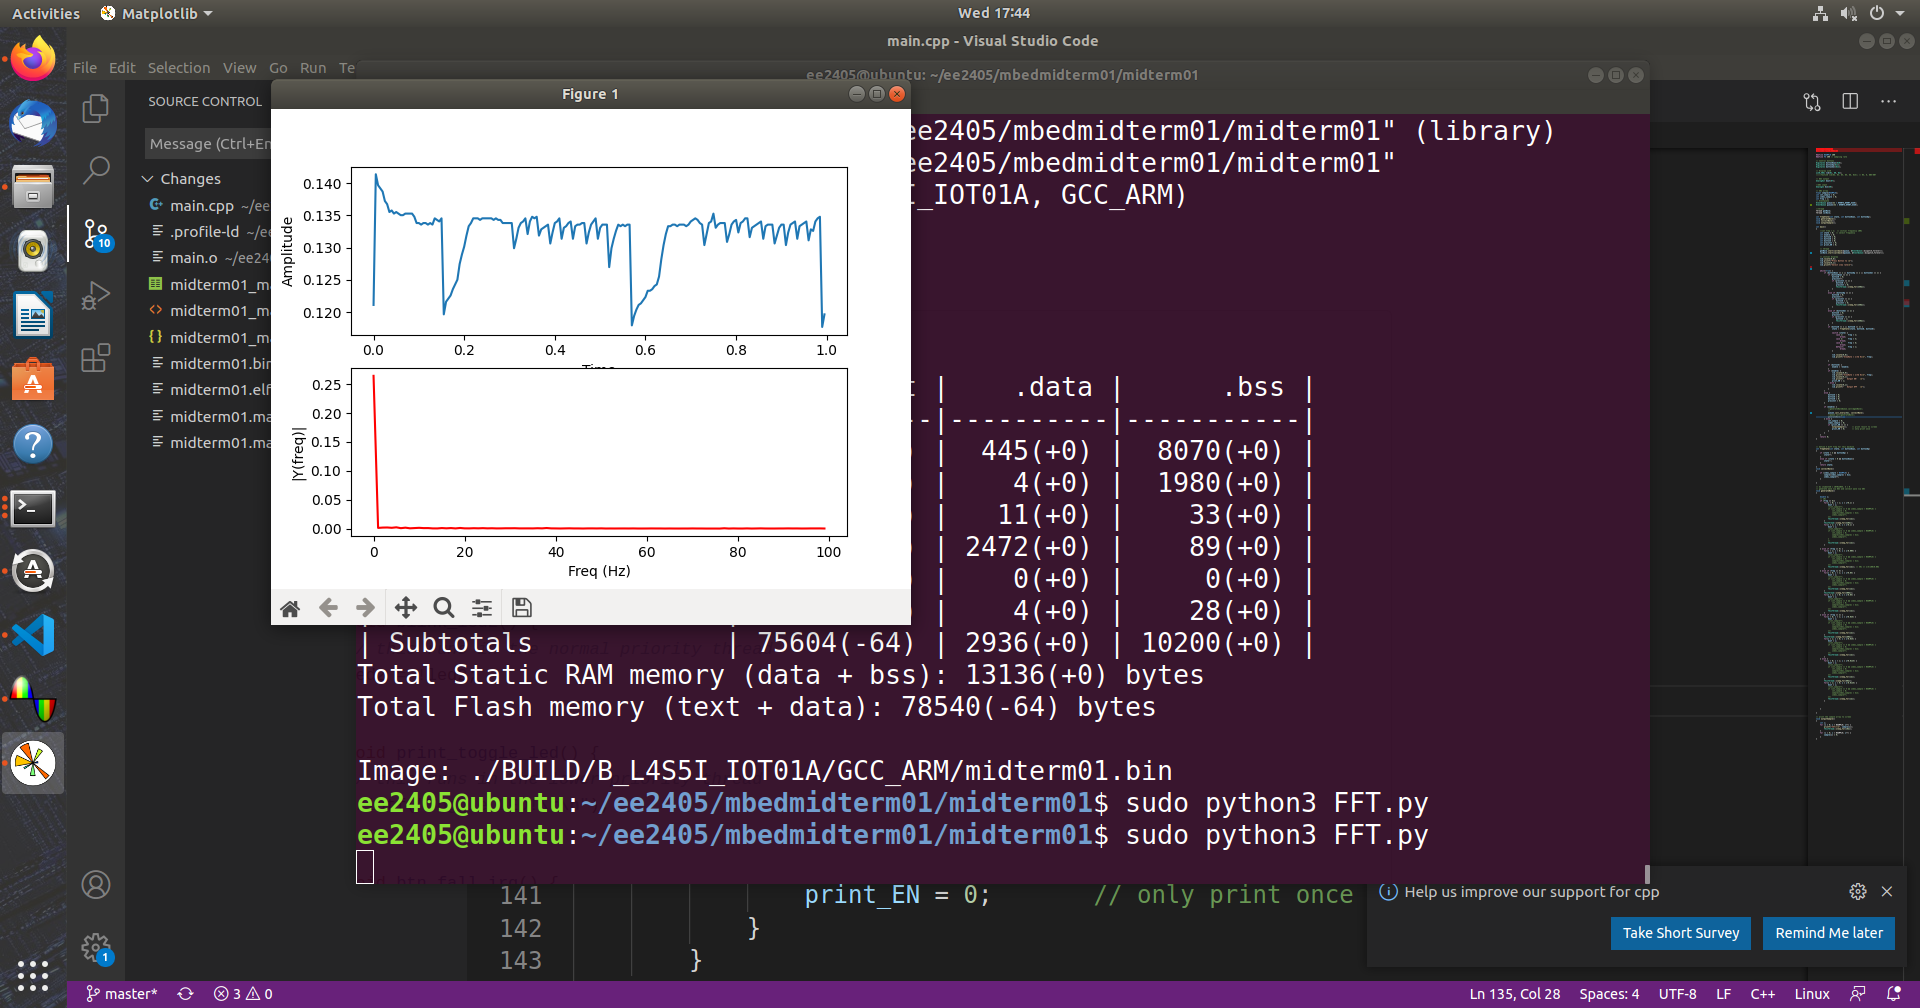 Activities Matplotlib Wed 17:44
main.cpp - Visual Studio Code
File Edit Selection View Go Run Te
ee2405@ubuntu: ~/ee2405/mbedmidterm01/midterm01
SOURCE CONTROL
Message (Ctrl+En
Changes
main.cpp ~/ee
.profile-ld ~/e
main.o ~/ee24
midterm01_ma
midterm01_ma
midterm01_ma
midterm01.bin
midterm01.elf
midterm01.ma
midterm01.ma
10
1
Figure 1
Amplitude
0.140
0.135
0.130
0.125
0.120
0.0 0.2 0.4 0.6 0.8 1.0
|Y(freq)|
0.25
0.20
0.15
0.10
0.05
0.00
0 20 40 60 80 100
Freq (Hz)
ee2405/mbedmidterm01/midterm01" (library)
ee2405/mbedmidterm01/midterm01"
I_IOT01A, GCC_ARM)
t | .data | .bss |
--|----------|-----------|
| 445(+0) | 8070(+0) |
| 4(+0) | 1980(+0) |
| 11(+0) | 33(+0) |
| 2472(+0) | 89(+0) |
| 0(+0) | 0(+0) |
| 4(+0) | 28(+0) |
| Subtotals | 75604(-64) | 2936(+0) | 10200(+0) |
Total Static RAM memory (data + bss): 13136(+0) bytes
Total Flash memory (text + data): 78540(-64) bytes
Image: ./BUILD/B_L4S5I_IOT01A/GCC_ARM/midterm01.bin
ee2405@ubuntu:~/ee2405/mbedmidterm01/midterm01$ sudo python3 FFT.py
ee2405@ubuntu:~/ee2405/mbedmidterm01/midterm01$ sudo python3 FFT.py
141 print_EN = 0; // only print once
142 }
143 }
Help us improve our support for cpp
Take Short Survey Remind Me later
master* 3 0 Ln 135, Col 28 Spaces: 4 UTF-8 LF C++ Linux